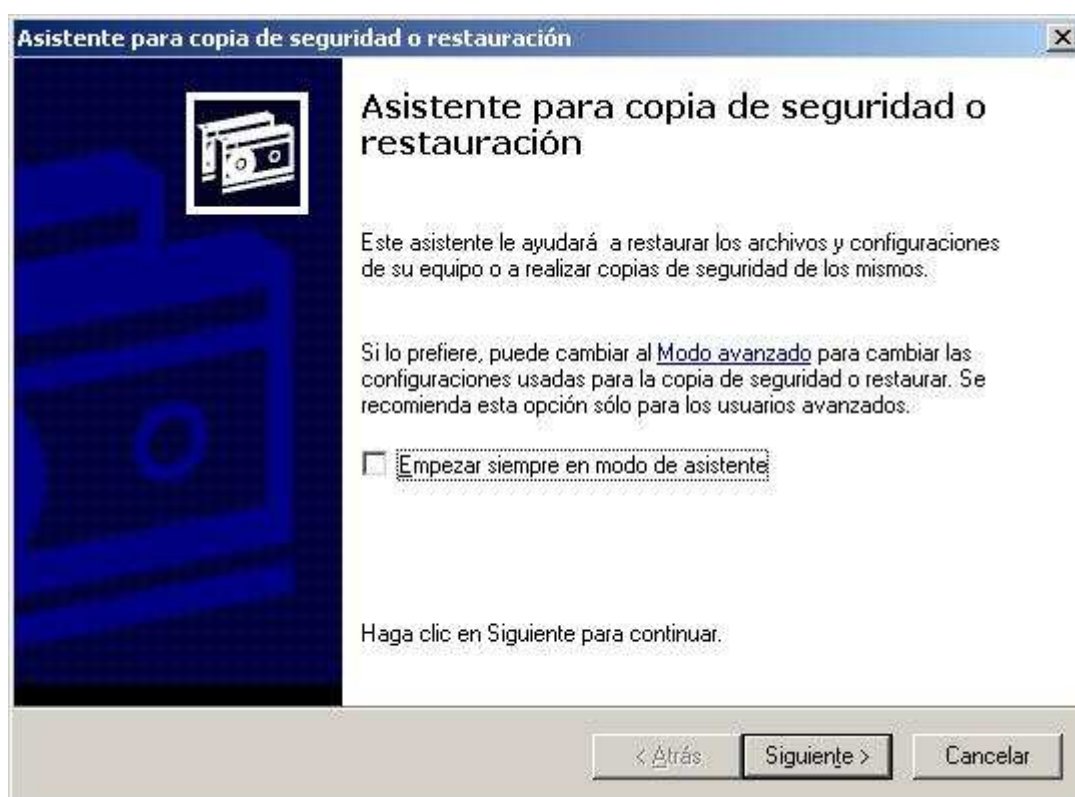 Asistente para copia de seguridad o restauración
Asistente para copia de seguridad o
restauración
Este asistente le ayudará a restaurar los archivos y configuraciones
de su equipo o a realizar copias de seguridad de los mismos.
Si lo prefiere, puede cambiar al Modo avanzado para cambiar las
configuraciones usadas para la copia de seguridad o restaurar. Se
recomienda esta opción sólo para los usuarios avanzados.
Empezar siempre en modo de asistente
Haga clic en Siguiente para continuar.
< Atrás Siguiente > Cancelar